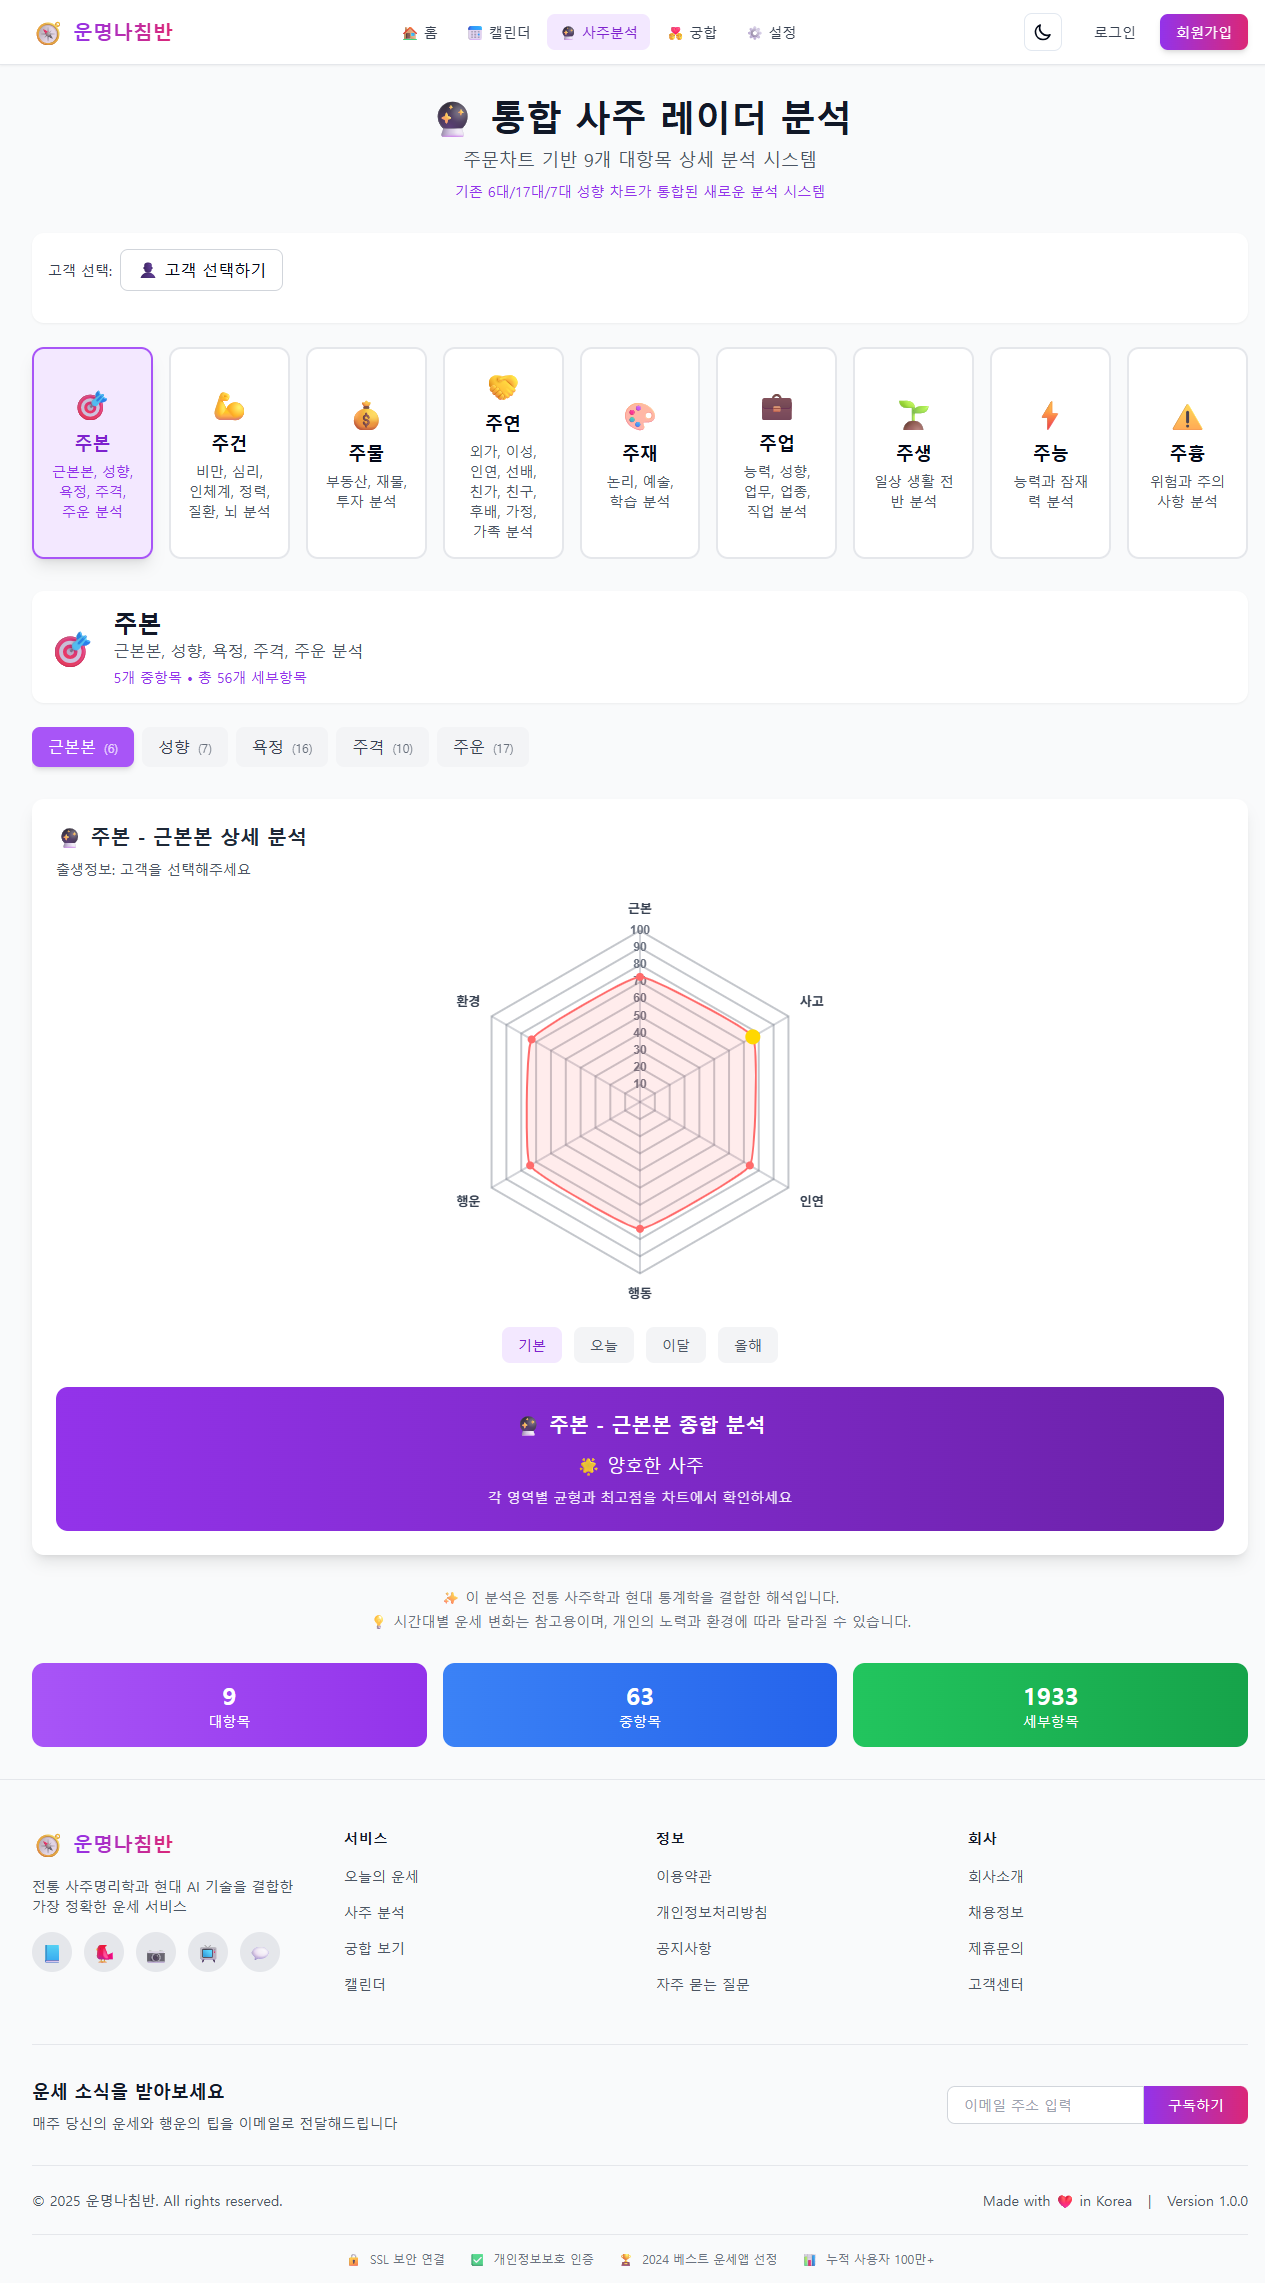 운명나침반
홈
캘린더
사주분석
궁합
설정
로그인
회원가입
통합 사주 레이더 분석
주문차트 기반 9개 대항목 상세 분석 시스템
기존 6대/17대/7대 성향 차트가 통합된 새로운 분석 시스템
고객 선택:
고객 선택하기
주본
근본본, 성향,
욕정, 주격,
주운 분석
주건
비만, 심리,
인체계, 정력,
질환, 뇌 분석
주물
부동산, 재물,
투자 분석
주연
외가, 이성,
인연, 선배,
친가, 친구,
후배, 가정,
가족 분석
주재
논리, 예술,
학습 분석
주업
능력, 성향,
업무, 업종,
직업 분석
주생
일상 생활 전
반 분석
주능
능력과 잠재
력 분석
주흉
위험과 주의
사항 분석
주본
근본본, 성향, 욕정, 주격, 주운 분석
5개 중항목 • 총 56개 세부항목
근본본 (6)
성향 (7)
욕정 (16)
주격 (10)
주운 (17)
주본 - 근본본 상세 분석
출생정보: 고객을 선택해주세요
근본
100
90
80
70
60
50
40
30
20
10
환경
사고
행운
인연
행동
기본
오늘
이달
올해
주본 - 근본본 종합 분석
양호한 사주
각 영역별 균형과 최고점을 차트에서 확인하세요
이 분석은 전통 사주학과 현대 통계학을 결합한 해석입니다.
시간대별 운세 변화는 참고용이며, 개인의 노력과 환경에 따라 달라질 수 있습니다.
9
대항목
63
중항목
1933
세부항목
운명나침반
전통 사주명리학과 현대 AI 기술을 결합한
가장 정확한 운세 서비스
서비스
오늘의 운세
사주 분석
궁합 보기
캘린더
정보
이용약관
개인정보처리방침
공지사항
자주 묻는 질문
회사
회사소개
채용정보
제휴문의
고객센터
운세 소식을 받아보세요
매주 당신의 운세와 행운의 팁을 이메일로 전달해드립니다
이메일 주소 입력
구독하기
© 2025 운명나침반. All rights reserved.
Made with ❤️ in Korea | Version 1.0.0
SSL 보안 연결
개인정보보호 인증
2024 베스트 운세앱 선정
누적 사용자 100만+